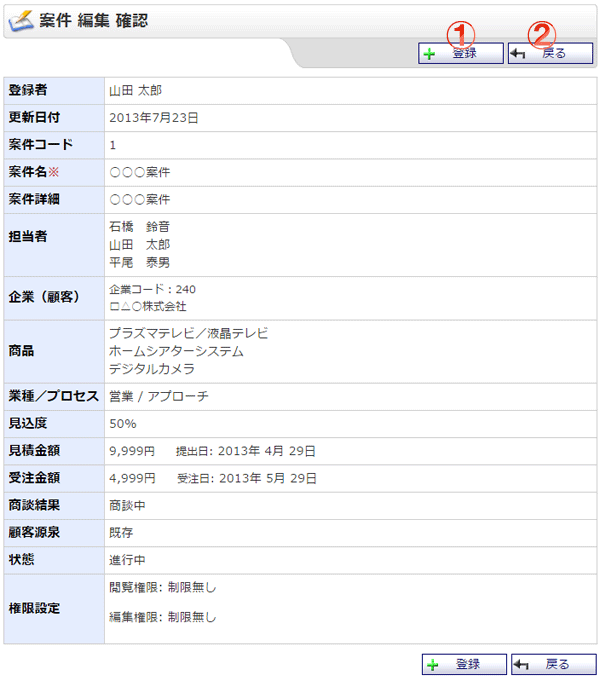 案件 編集 確認
① ②
登録 戻る
登録者 山田 太郎
更新日付 2013年7月23日
案件コード 1
案件名※ ○○○案件
案件詳細 ○○○案件
担当者 石橋　鈴音
山田　太郎
平尾　泰男
企業（顧客） 企業コード：240
□△○株式会社
商品 プラズマテレビ／液晶テレビ
ホームシアターシステム
デジタルカメラ
業種／プロセス 営業 / アプローチ
見込度 50%
見積金額 9,999円 提出日: 2013年 4月 29日
受注金額 4,999円 受注日: 2013年 5月 29日
商談結果 商談中
顧客源泉 既存
状態 進行中
権限設定 閲覧権限: 制限無し
編集権限: 制限無し
登録 戻る